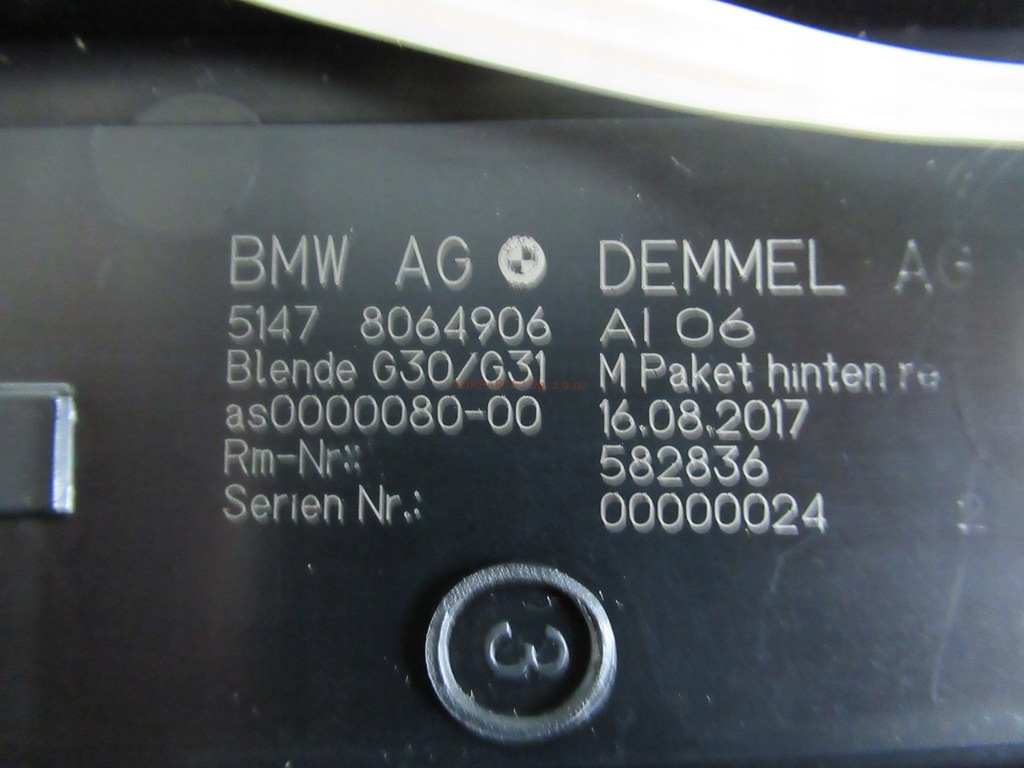 BMW AG DEMMEL AG
5147 8064906 AI 06
Blende G30/G31 M Paket hinten re
as0000080-00 16.08.2017
Rm-Nr.: 582836
Serien Nr.: 00000024 2
3